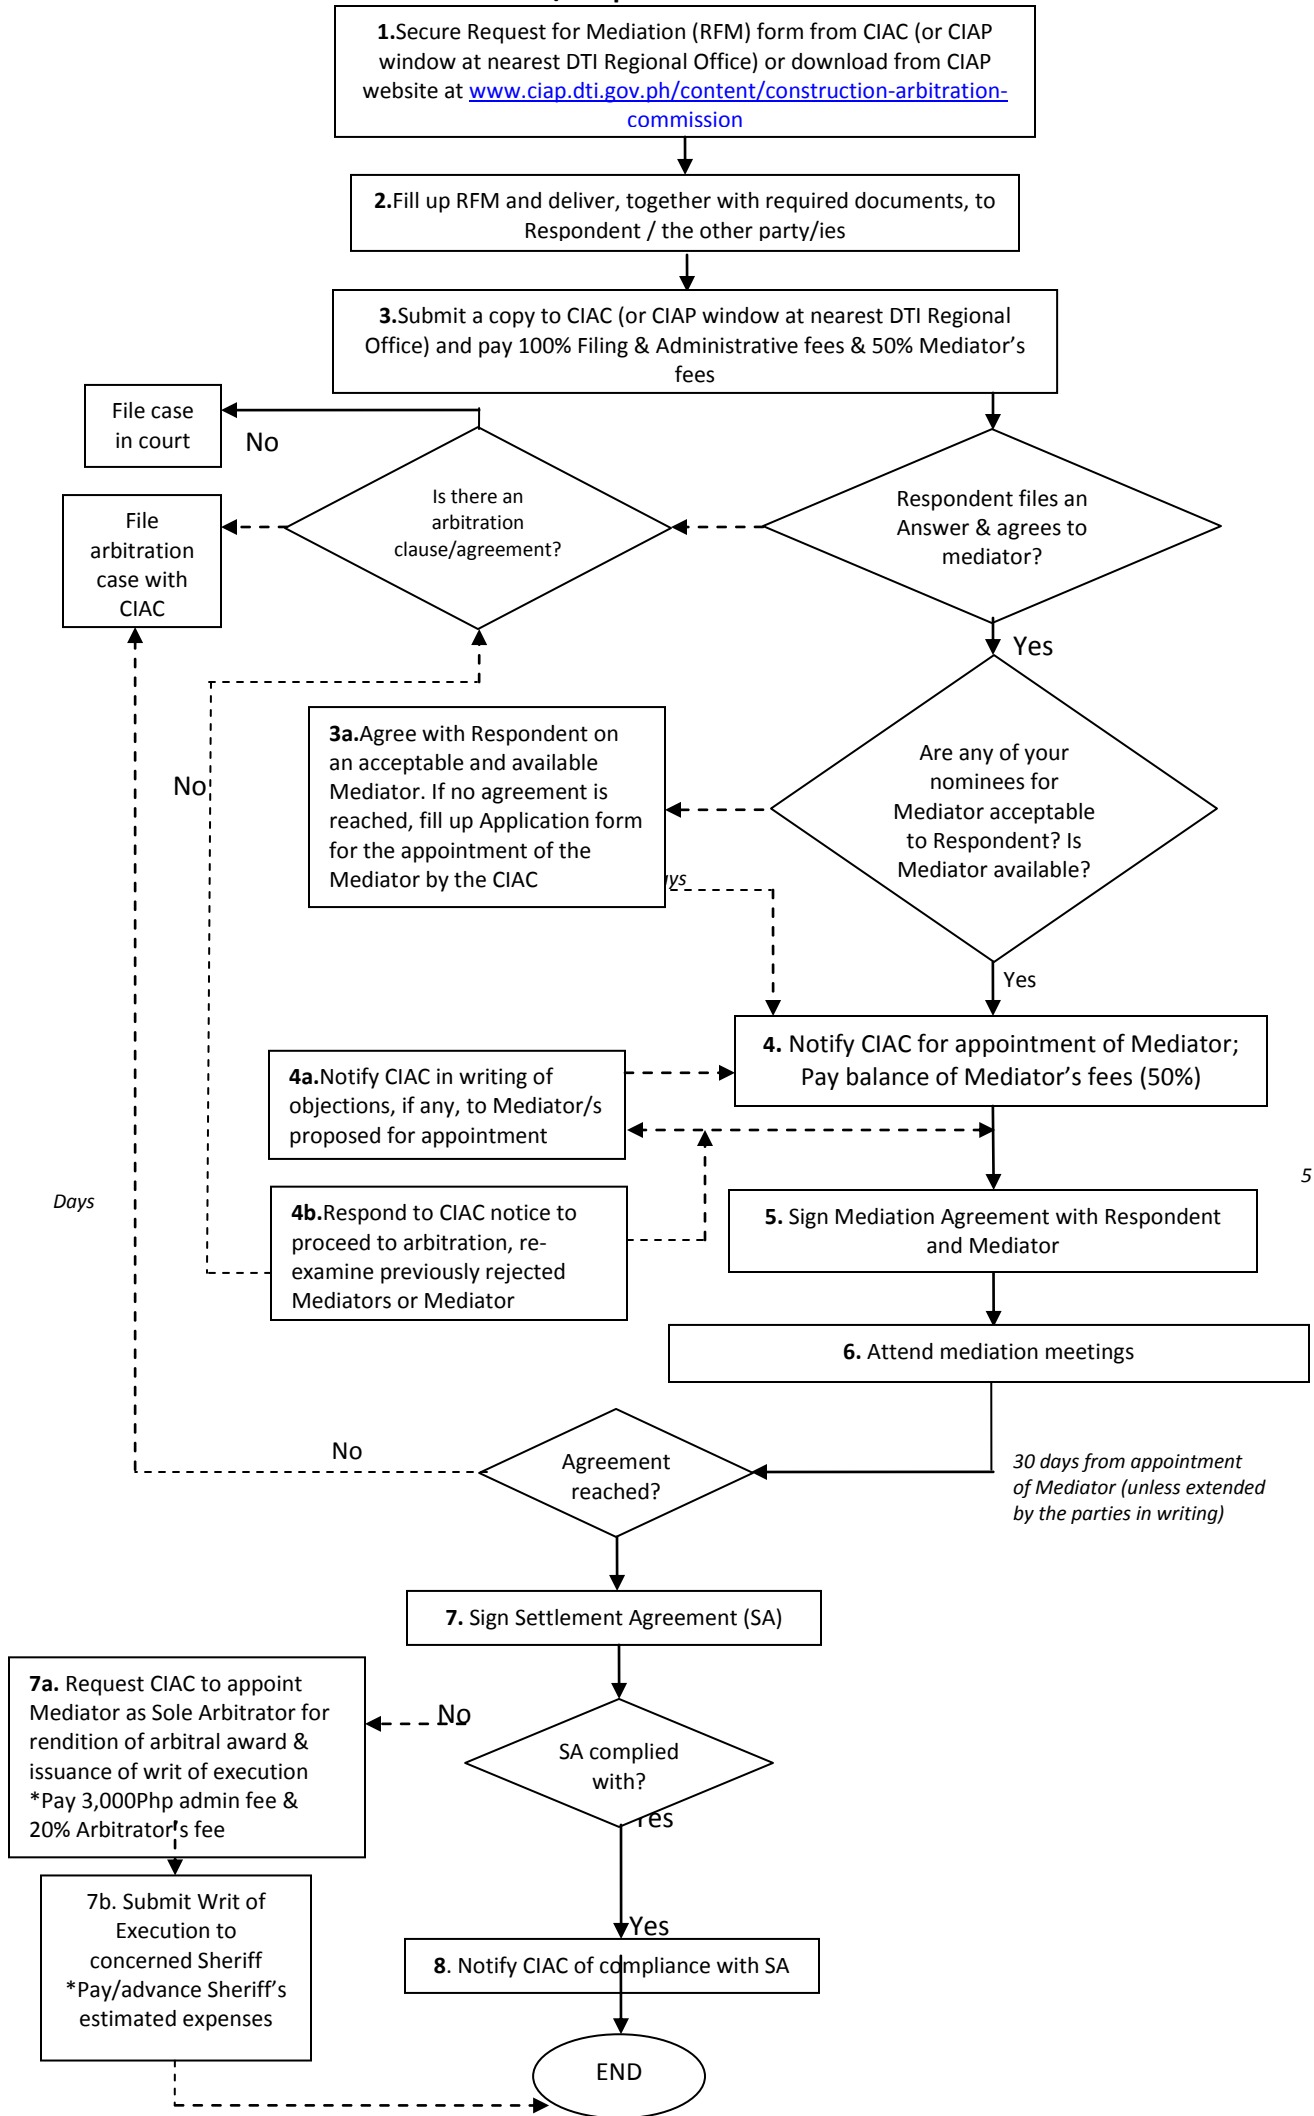 1.Secure Request for Mediation (RFM) form from CIAC (or CIAP
window at nearest DTI Regional Office) or download from CIAP
website at www.ciap.dti.gov.ph/content/construction-arbitration-
commission
2.Fill up RFM and deliver, together with required documents, to
Respondent / the other party/ies
3.Submit a copy to CIAC (or CIAP window at nearest DTI Regional
Office) and pay 100% Filing & Administrative fees & 50% Mediator's
fees
File case
in court
No
File
arbitration
case with
CIAC
Is there an
arbitration
clause/agreement?
Respondent files an
Answer & agrees to
mediator?
Yes
No
3a.Agree with Respondent on
an acceptable and available
Mediator. If no agreement is
reached, fill up Application form
for the appointment of the
Mediator by the CIAC
Are any of your
nominees for
Mediator acceptable
to Respondent? Is
Mediator available?
Yes
4. Notify CIAC for appointment of Mediator;
Pay balance of Mediator's fees (50%)
4a.Notify CIAC in writing of
objections, if any, to Mediator/s
proposed for appointment
Days
5
4b.Respond to CIAC notice to
proceed to arbitration, re-
examine previously rejected
Mediators or Mediator
5. Sign Mediation Agreement with Respondent
and Mediator
6. Attend mediation meetings
No
Agreement
reached?
30 days from appointment
of Mediator (unless extended
by the parties in writing)
7. Sign Settlement Agreement (SA)
7a. Request CIAC to appoint
Mediator as Sole Arbitrator for
rendition of arbitral award &
issuance of writ of execution
*Pay 3,000Php admin fee &
20% Arbitrator's fee
No
SA complied
with?
Yes
7b. Submit Writ of
Execution to
concerned Sheriff
*Pay/advance Sheriff's
estimated expenses
Yes
8. Notify CIAC of compliance with SA
END